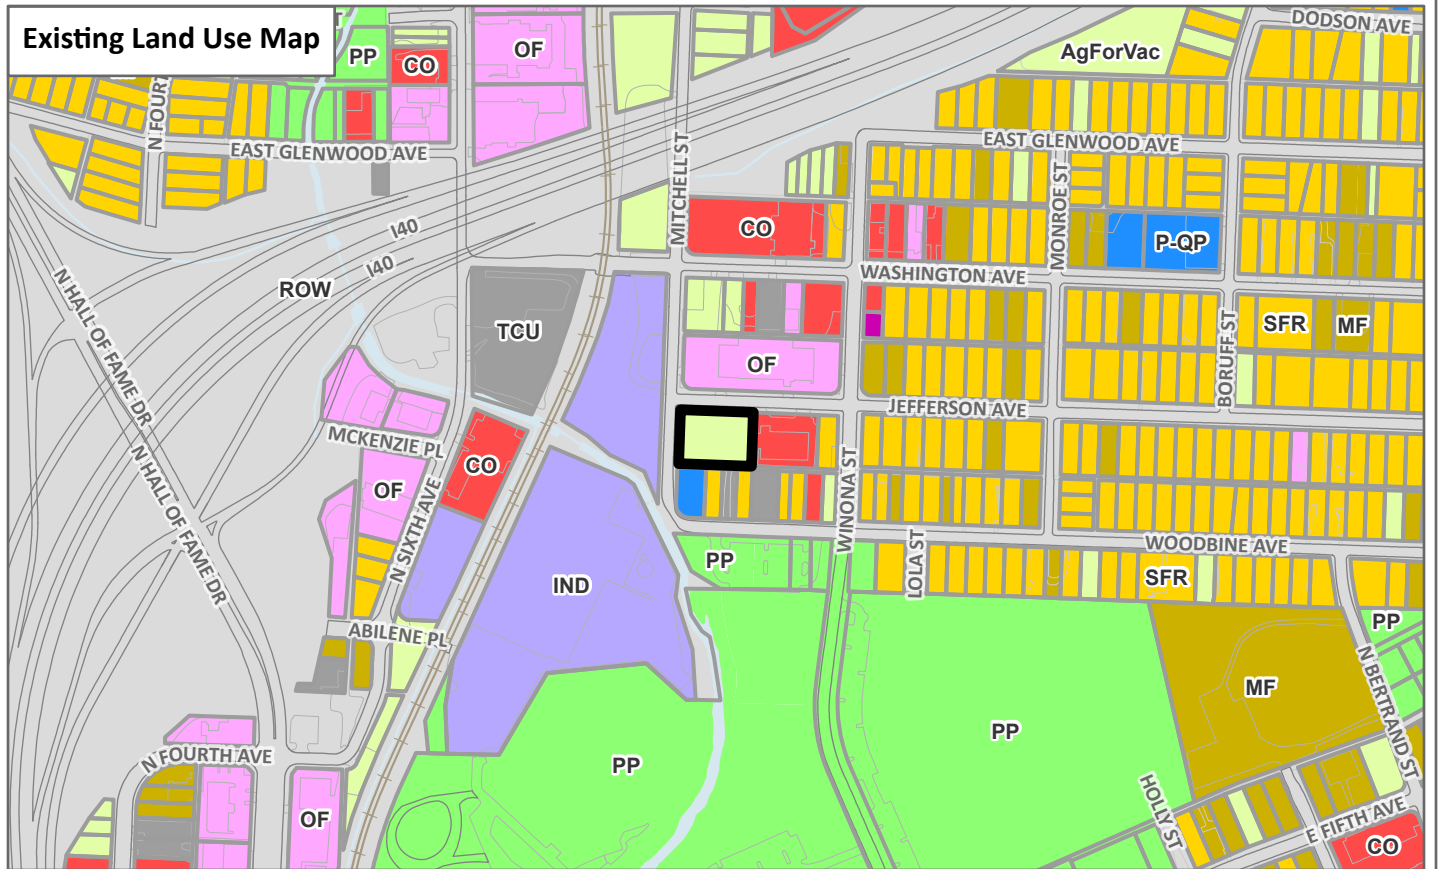 Existing Land Use Map
PP
CO
OF
DODSON AVE
AgForVac
N FOURT
EAST GLENWOOD AVE
EAST GLENWOOD AVE
MITCHELL ST
MONROE ST
CO
P-QP
I40
I40
WASHINGTON AVE
N HALL OF FAME DR
ROW
TCU
SFR
MF
BORUFF ST
OF
JEFFERSON AVE
MCKENZIE PL
N HALL OF FAME DR
CO
OF
N SIXTH AVE
WINONA ST
LOLA ST
WOODBINE AVE
PP
IND
SFR
PP
ABILENE PL
MF
N BERTRAND ST
PP
PP
N FOURTH AVE
HOLLY ST
E FIFTH AVE
OF
CO